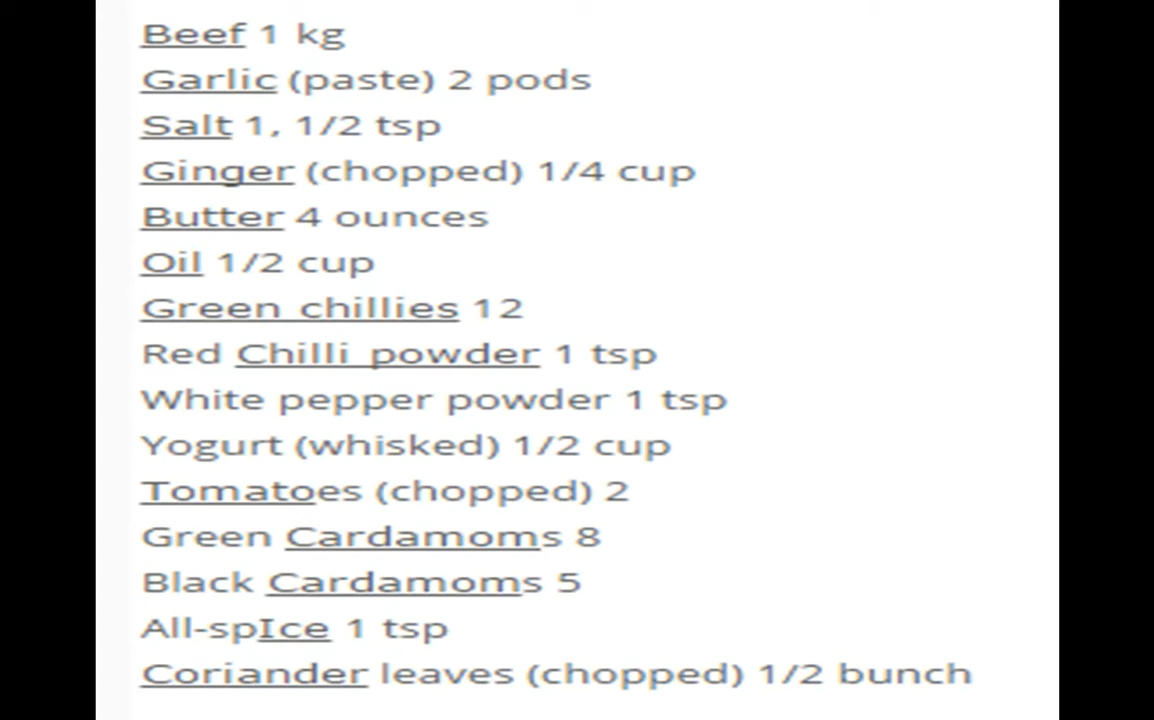 Beef 1 kg
Garlic (paste) 2 pods
Salt 1, 1/2 tsp
Ginger (chopped) 1/4 cup
Butter 4 ounces
Oil 1/2 cup
Green chillies 12
Red Chilli powder 1 tsp
White pepper powder 1 tsp
Yogurt (whisked) 1/2 cup
Tomatoes (chopped) 2
Green Cardamoms 8
Black Cardamoms 5
All-spIce 1 tsp
Coriander leaves (chopped) 1/2 bunch